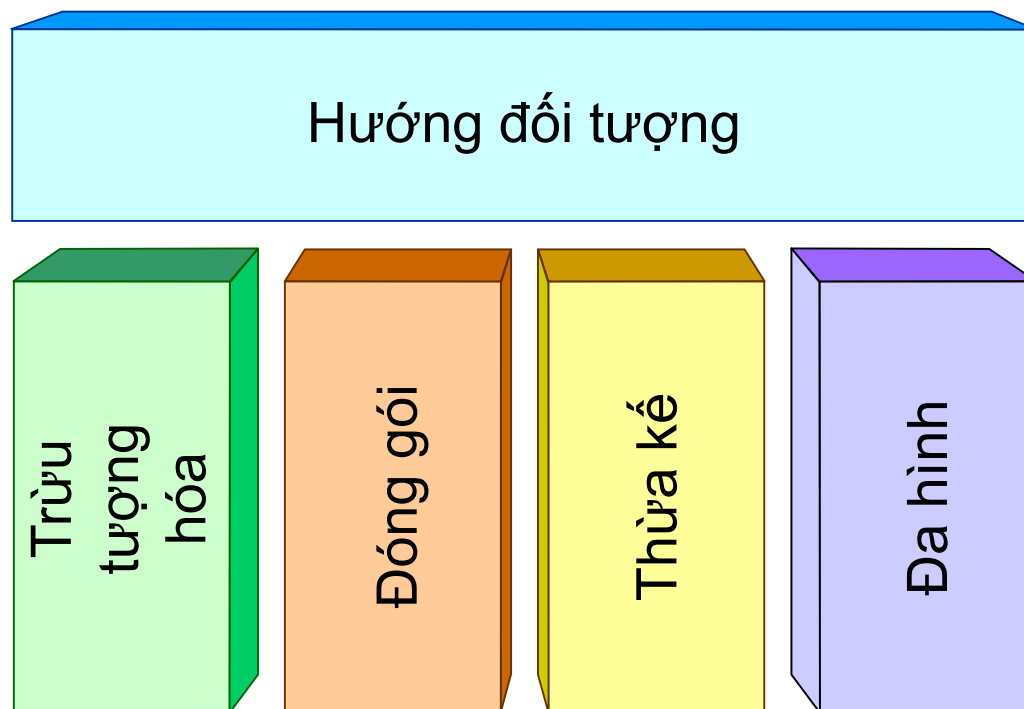 Hướng đối tượng
Trừu
tượng
hóa
Đóng gói
Thừa kế
Đa hình